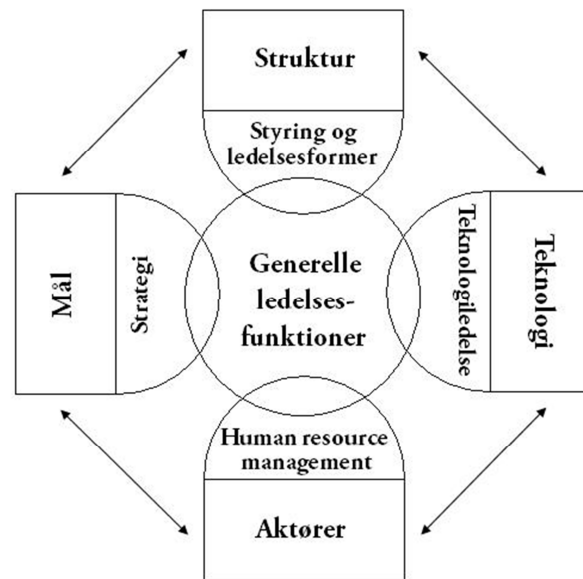 Struktur
Styring og
ledelsesformer
Mål
Strategi
Generelle
ledelses-
funktioner
Teknologiledelse
Teknologi
Human resource
management
Aktører